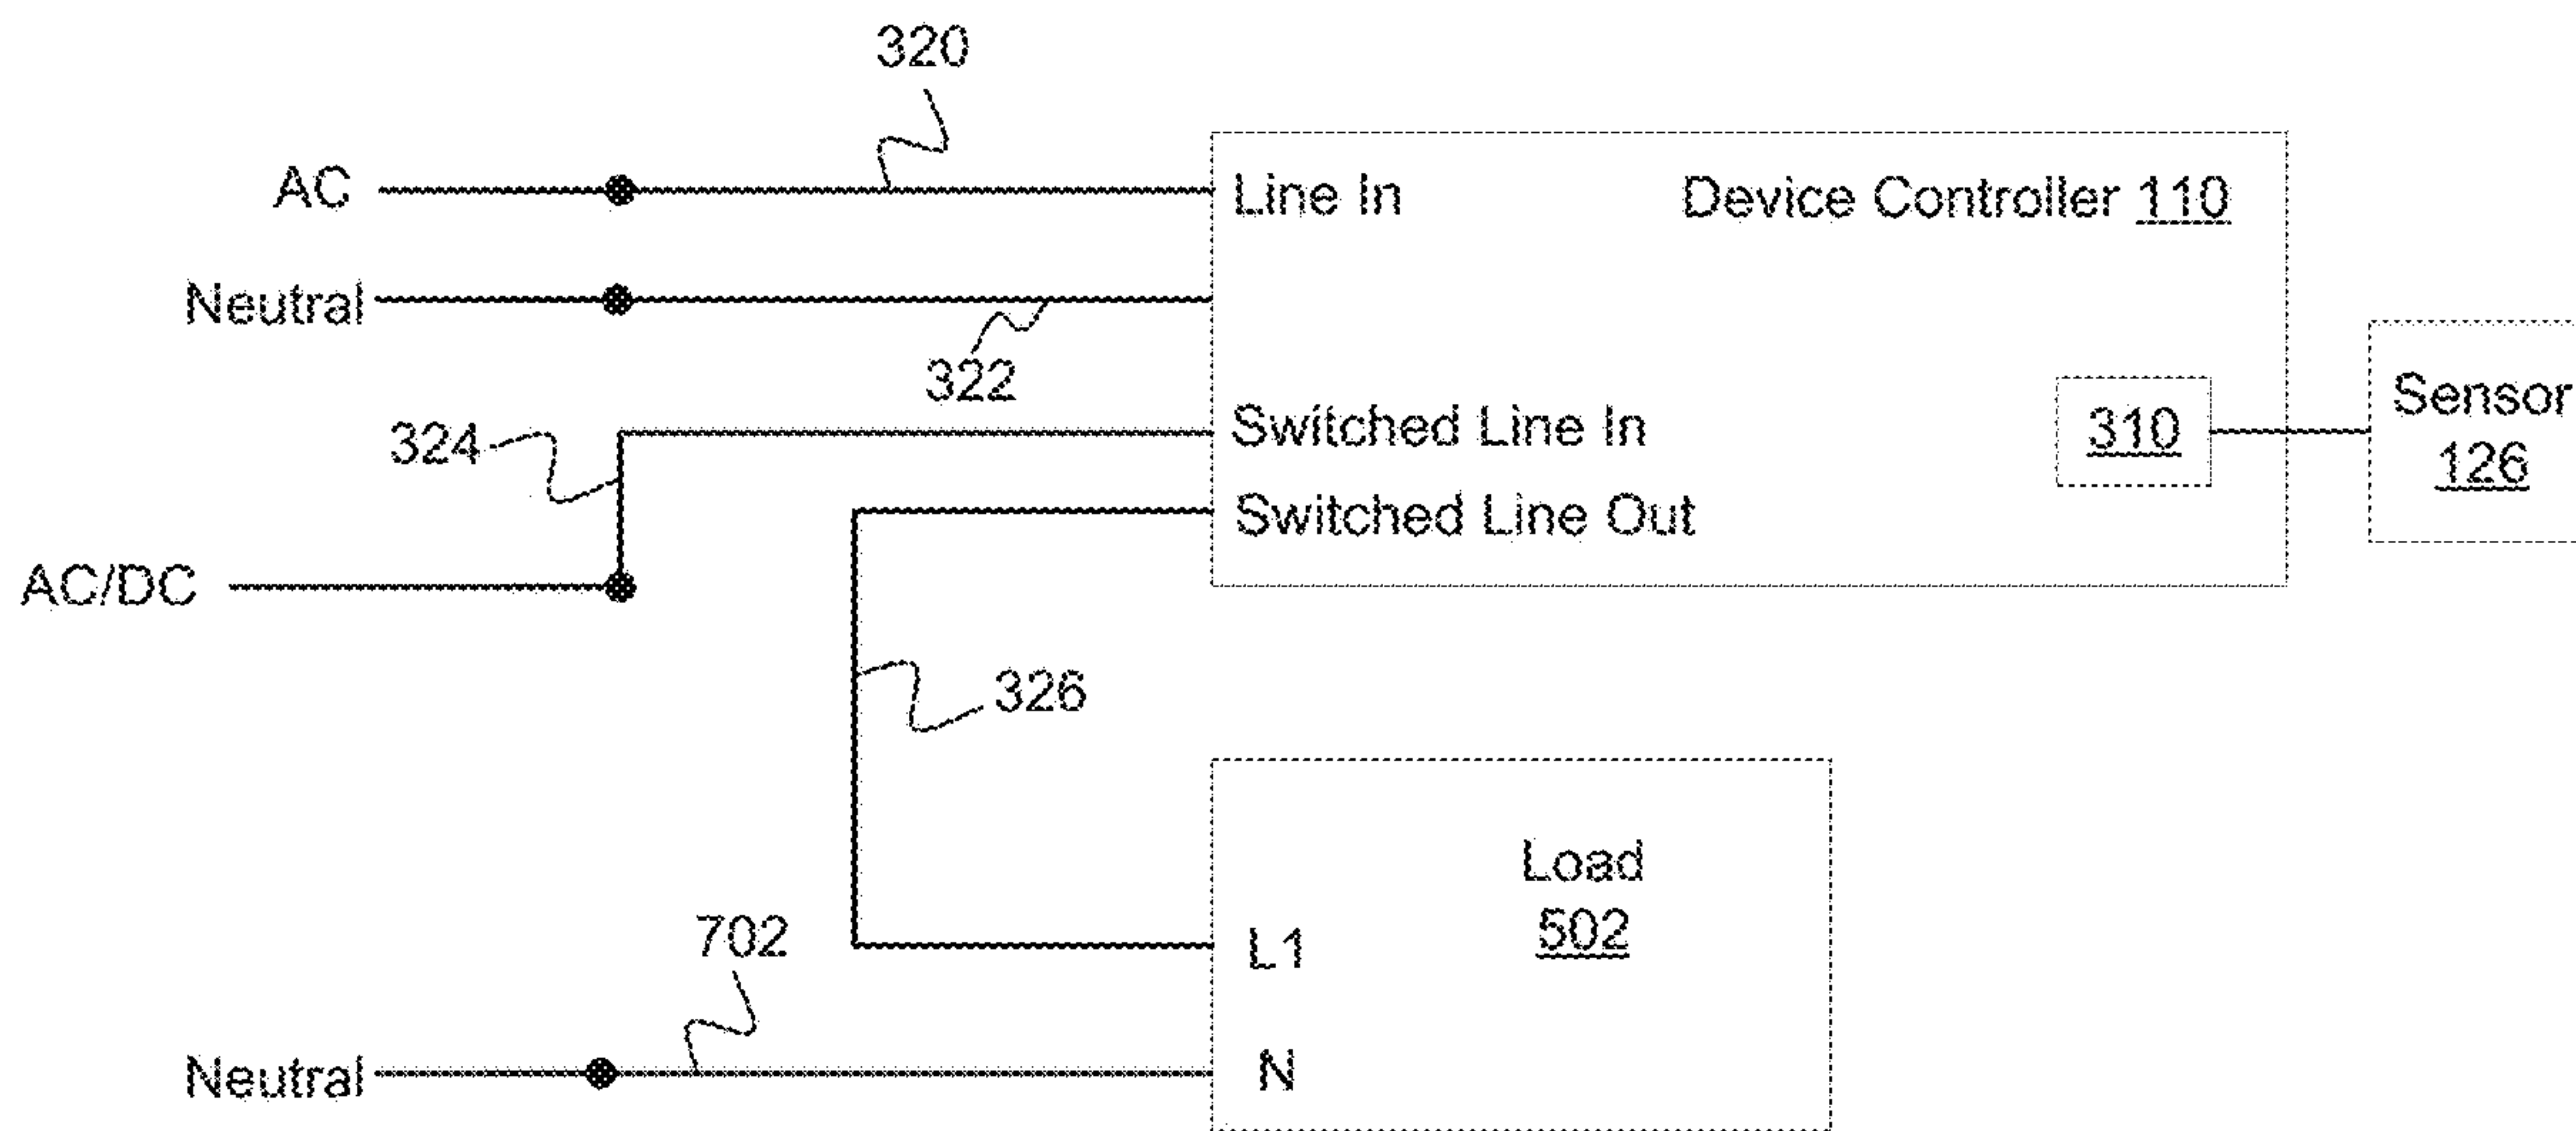 320
AC
Line In
Device Controller 110
Neutral
322
324
Switched Line In
310
Sensor
126
Switched Line Out
AC/DC
326
Load
502
702
L1
Neutral
N